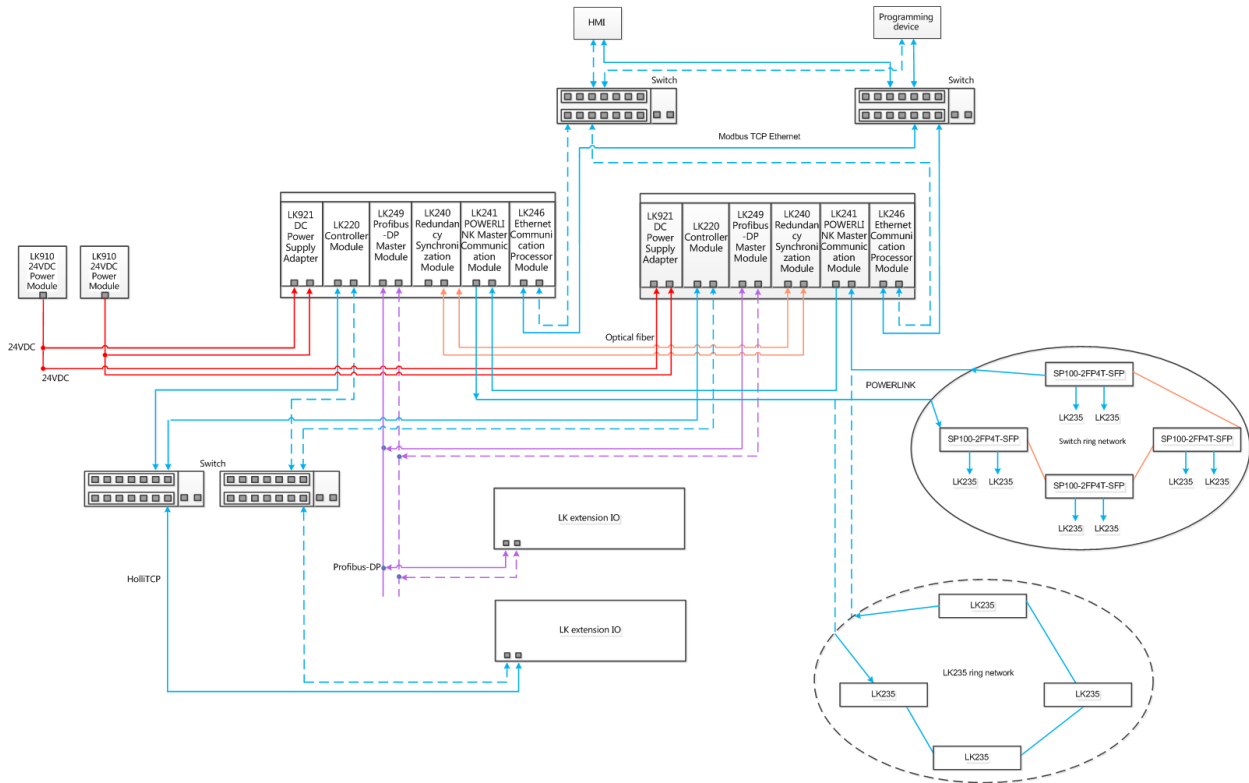 HMI
Programming
device
Switch
Switch
Modbus TCP Ethernet
LK921
DC
Power
Supply
Adapter
LK220
Controller
Module
LK249
Profibus
-DP
Master
Module
LK240
Redundan
cy
Synchroni
zation
Module
LK241
POWERLI
NK Master
Communic
ation
Module
LK246
Ethernet
Communi
cation
Processor
Module
LK921
DC
Power
Supply
Adapter
LK220
Controller
Module
LK249
Profibus
-DP
Master
Module
LK240
Redundan
cy
Synchroni
zation
Module
LK241
POWERLI
NK Master
Communic
ation
Module
LK246
Ethernet
Communi
cation
Processor
Module
LK910
24VDC
Power
Module
LK910
24VDC
Power
Module
Optical fiber
24VDC
24VDC
POWERLINK
SP100-2FP4T-SFP
LK235
LK235
Switch ring network
SP100-2FP4T-SFP
LK235
LK235
SP100-2FP4T-SFP
LK235
LK235
SP100-2FP4T-SFP
LK235
LK235
Switch
LK extension IO
Profibus-DP
HolliTCP
LK extension IO
LK235
LK235 ring network
LK235
LK235
LK235